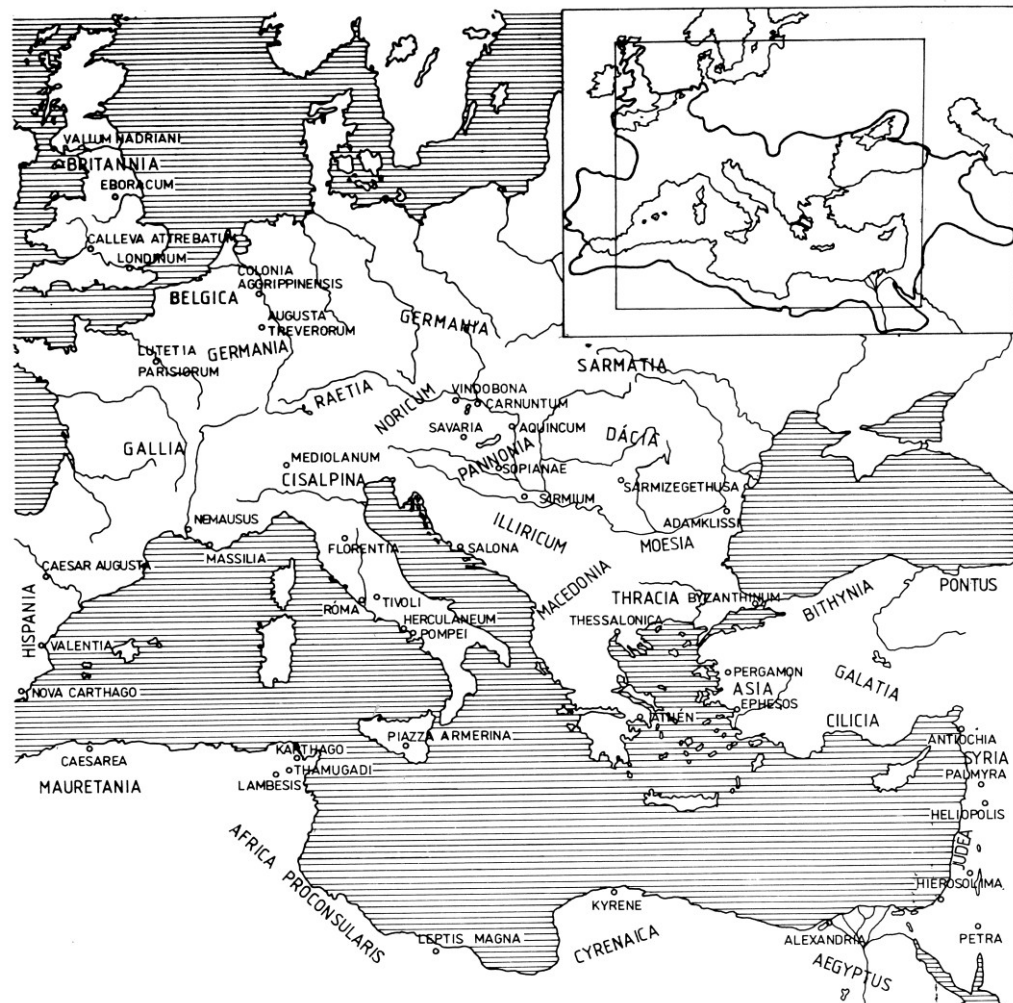 VALLUM HADRIANI
BRITANNIA
EBORACUM
CALLEVA ATTREBATUM
LONDINUM
COLONIA
AGGRIPPINENSIS
BELGICA
AUGUSTA
TREVERORUM
GERMANIA
LUTETIA
PARISIORUM
GERMANIA
SARMATIA
RAETIA
NORICUM
VINDOBONA
CARNUNTUM
SAVARIA
AQUINCUM
DÁCIA
GALLIA
MEDIOLANUM
CISALPINA
PANNONIA
SOPIANAE
SARMIZEGETHUSA
SIRMIUM
ADAMKLISSI
NEMAUSUS
MASSILIA
FLORENTIA
SALONA
ILLIRICUM
MOESIA
CAESAR AUGUSTA
HISPANIA
RÓMA
TIVOLI
MACEDONIA
THRACIA
BYZANTHINUM
BITHYNIA
PONTUS
HERCULANEUM
POMPEI
THESSALONICA
VALENTIA
PERGAMON
ASIA
EPHESOS
GALATIA
NOVA CARTHAGO
ATHÉN
CILICIA
PIAZZA ARMERINA
CAESAREA
KARTHAGO
THAMUGADI
LAMBESIS
MAURETANIA
ANTIOCHIA
SYRIA
PALMYRA
HELIOPOLIS
JUDEA
AFRICA PROCONSULARIS
HIEROSOLIMA
KYRENE
LEPTIS MAGNA
CYRENAICA
ALEXANDRIA
PETRA
AEGYPTUS